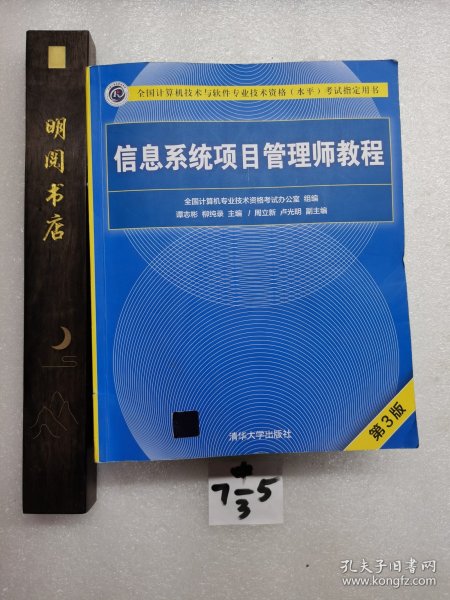 明阅书店
全国计算机技术与软件专业技术资格（水平）考试指定用书
信息系统项目管理师教程
全国计算机专业技术资格考试办公室 组编
谭志彬 柳纯录 主编 / 周立新 卢光明 副主编
第3版
清华大学出版社
中
7 3 5
孔夫子旧书网
www.kongfz.com